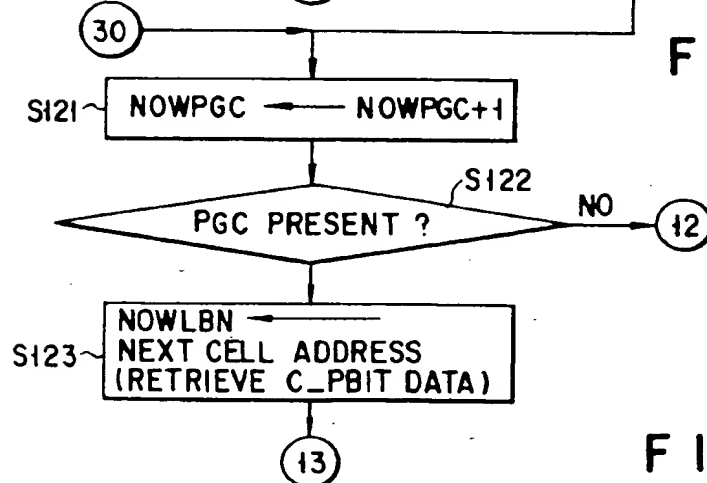 30
F
S121
NOWPGC ← NOWPGC+1
S122
PGC PRESENT ?
NO
12
NOWLBN ←
S123
NEXT CELL ADDRESS
(RETRIEVE C_PBIT DATA)
13
F I